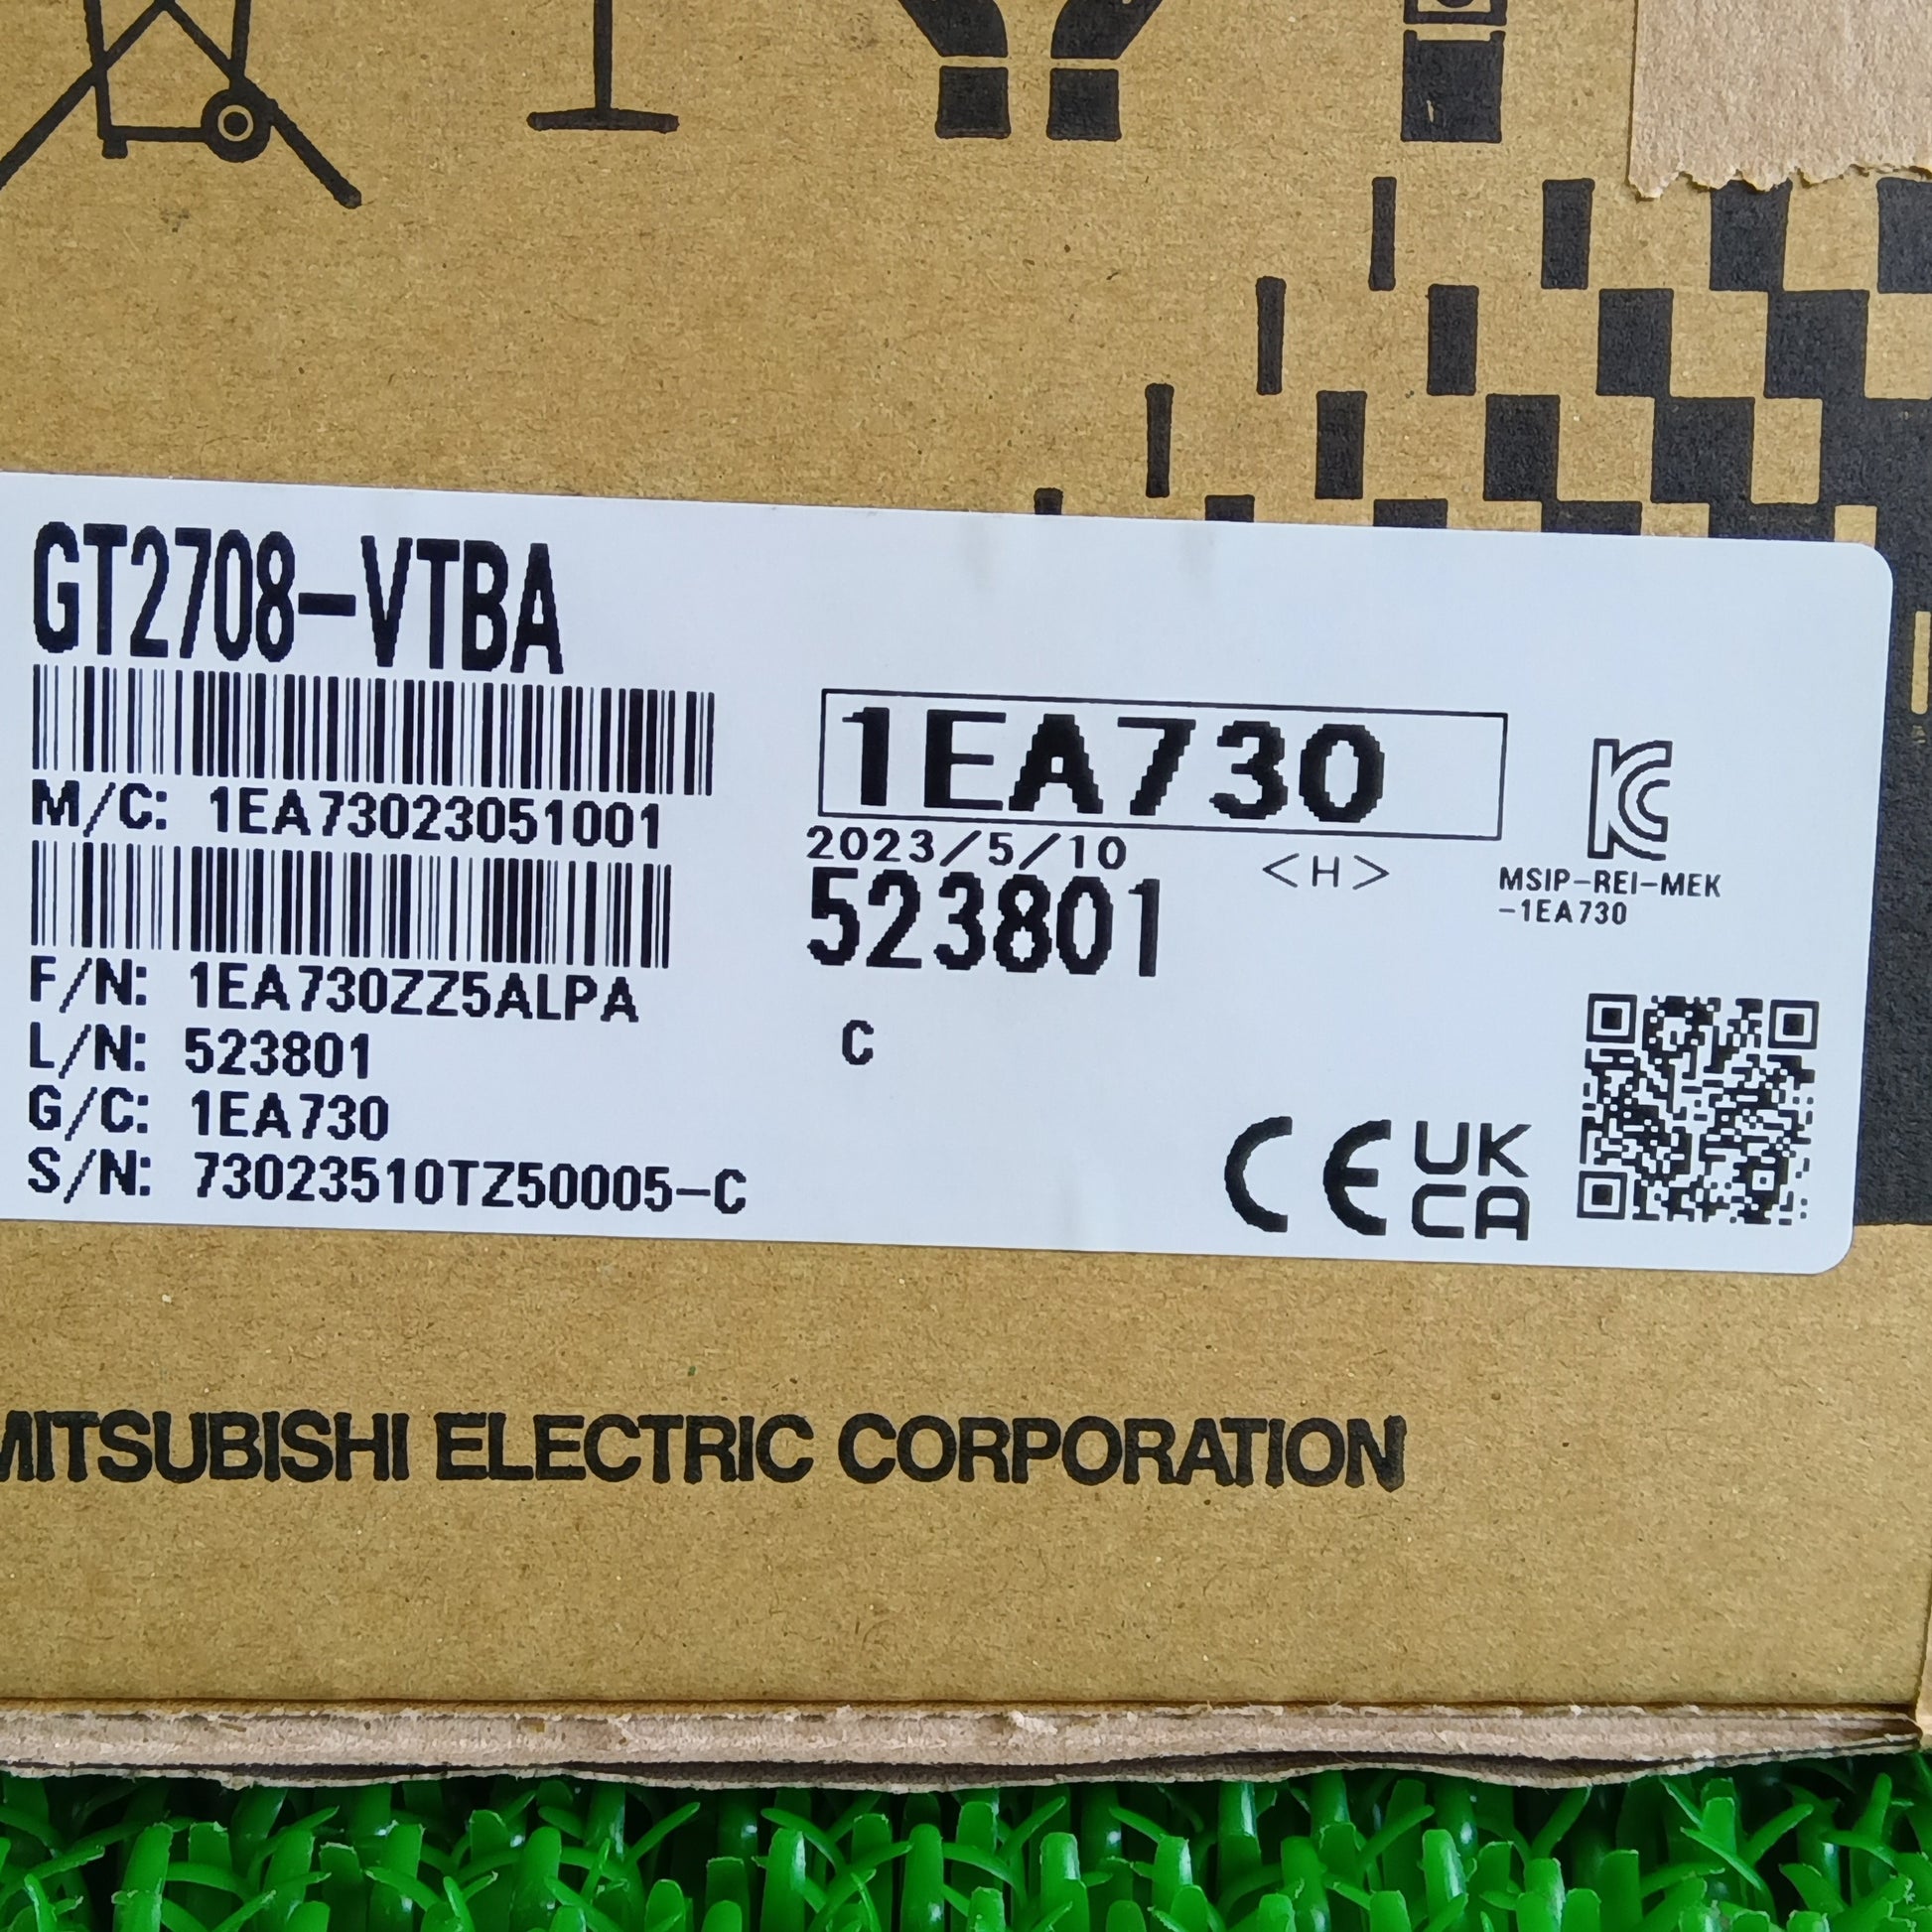 GT2708-VTBA
M/C: 1EA73023051001
F/N: 1EA730ZZ5ALPA
L/N: 523801
G/C: 1EA730
S/N: 73023510TZ50005-C
1EA730
2023/5/10
<H>
523801
C
MSIP-REI-MEK
-1EA730
CE
UK
CA
MITSUBISHI ELECTRIC CORPORATION